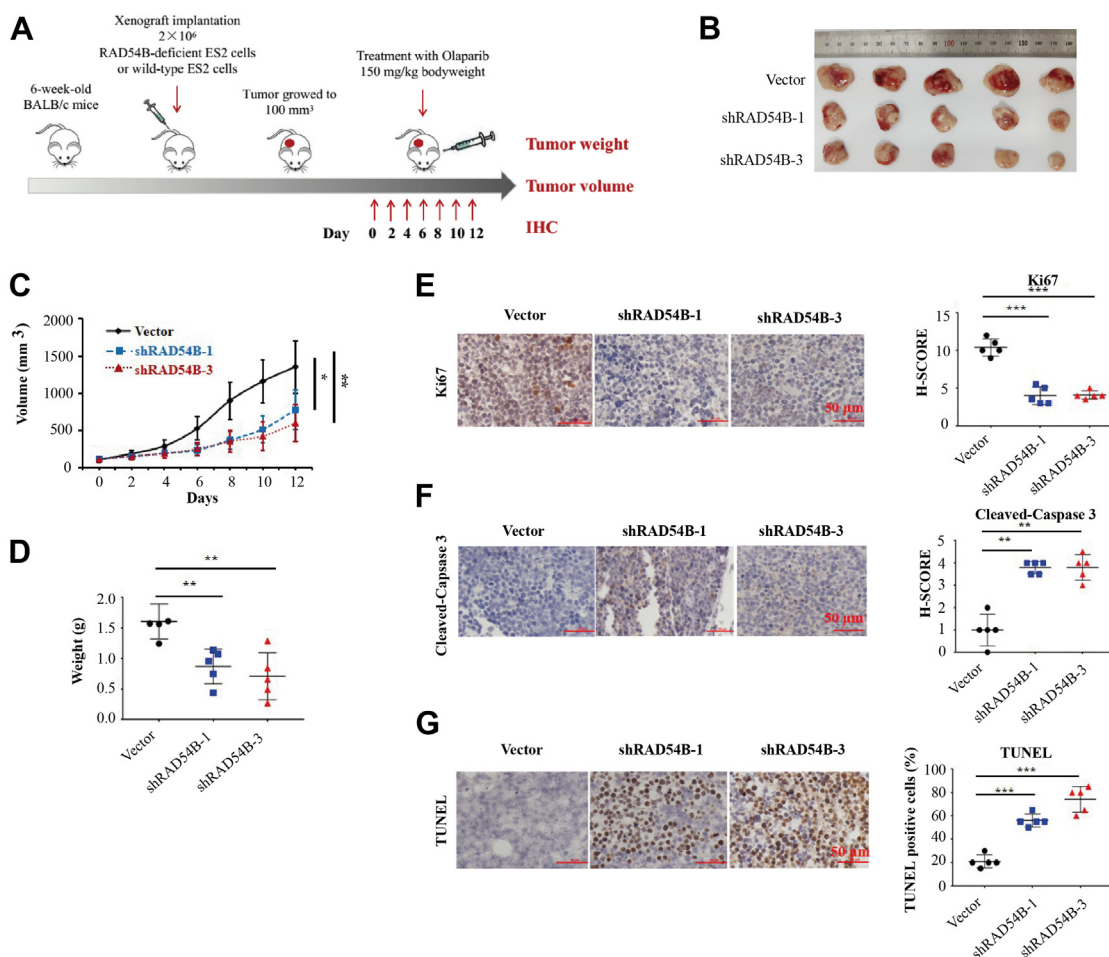 A
Xenograft implantation
2×10⁶
RAD54B-deficient ES2 cells
or wild-type ES2 cells
6-week-old
BALB/c mice
Tumor growed to
100 mm³
Treatment with Olaparib
150 mg/kg bodyweight
Tumor weight
Tumor volume
IHC
Day 0 2 4 6 8 10 12
B
Vector
shRAD54B-1
shRAD54B-3
C
Volume (mm 3)
2000
1500
1000
500
0
Vector
shRAD54B-1
shRAD54B-3
*
**
0 2 4 6 8 10 12
Days
D
Weight (g)
2.0
1.5
1.0
0.5
0.0
**
**
Vector
shRAD54B-1
shRAD54B-3
E
Vector shRAD54B-1 shRAD54B-3
Ki67
50 μm
Ki67
H-SCORE
15
10
5
0
***
***
Vector
shRAD54B-1
shRAD54B-3
F
Vector shRAD54B-1 shRAD54B-3
Cleaved-Capsase 3
50 μm
Cleaved-Caspase 3
H-SCORE
5
4
3
2
1
0
**
**
Vector
shRAD54B-1
shRAD54B-3
G
Vector shRAD54B-1 shRAD54B-3
TUNEL
50 μm
TUNEL
TUNEL positive cells (%)
100
80
60
40
20
0
***
***
Vector
shRAD54B-1
shRAD54B-3